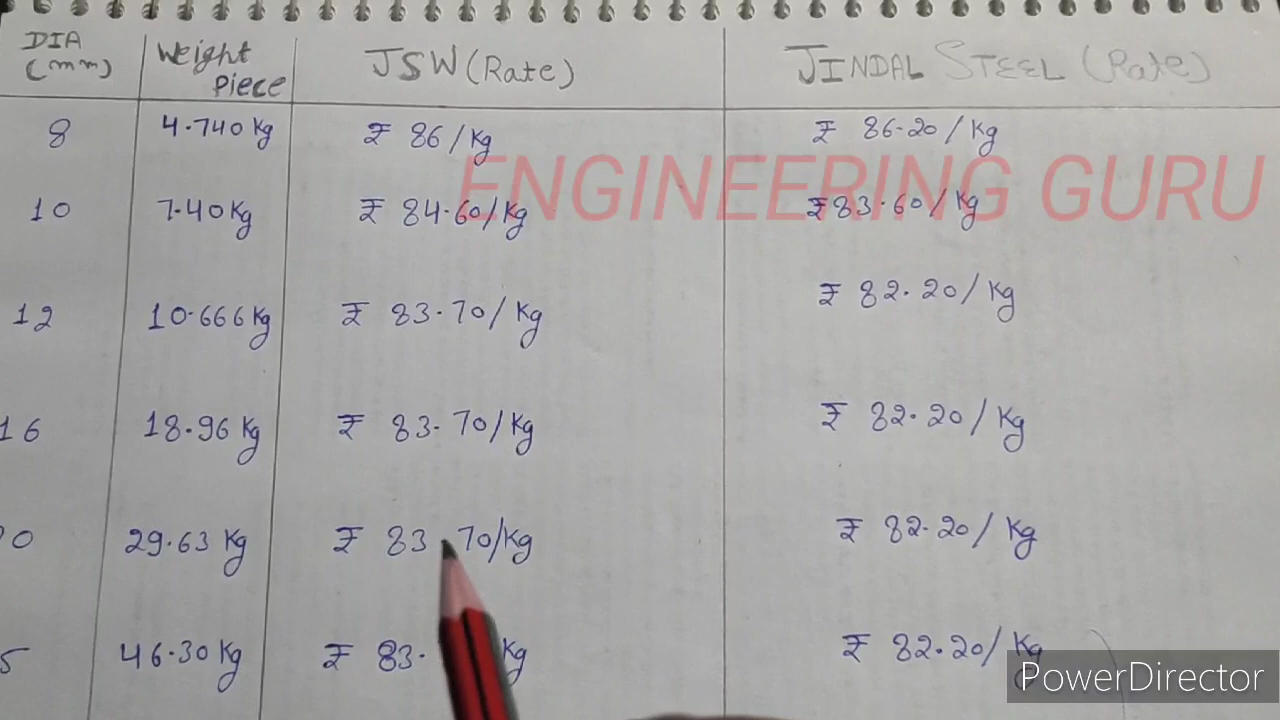 DIA (mm) Weight Piece JSW (Rate) JINDAL STEEL (Rate)
8 4.740 Kg ₹ 86/Kg ₹ 86.20/Kg
ENGINEERING GURU
10 7.40 Kg ₹ 84.60/Kg ₹ 83.60/Kg
12 10.666 Kg ₹ 83.70/Kg ₹ 82.20/Kg
16 18.96 Kg ₹ 83.70/Kg ₹ 82.20/Kg
0 29.63 Kg ₹ 83.70/Kg ₹ 82.20/Kg
5 46.30 Kg ₹ 83. Kg ₹ 82.20/Kg
PowerDirector